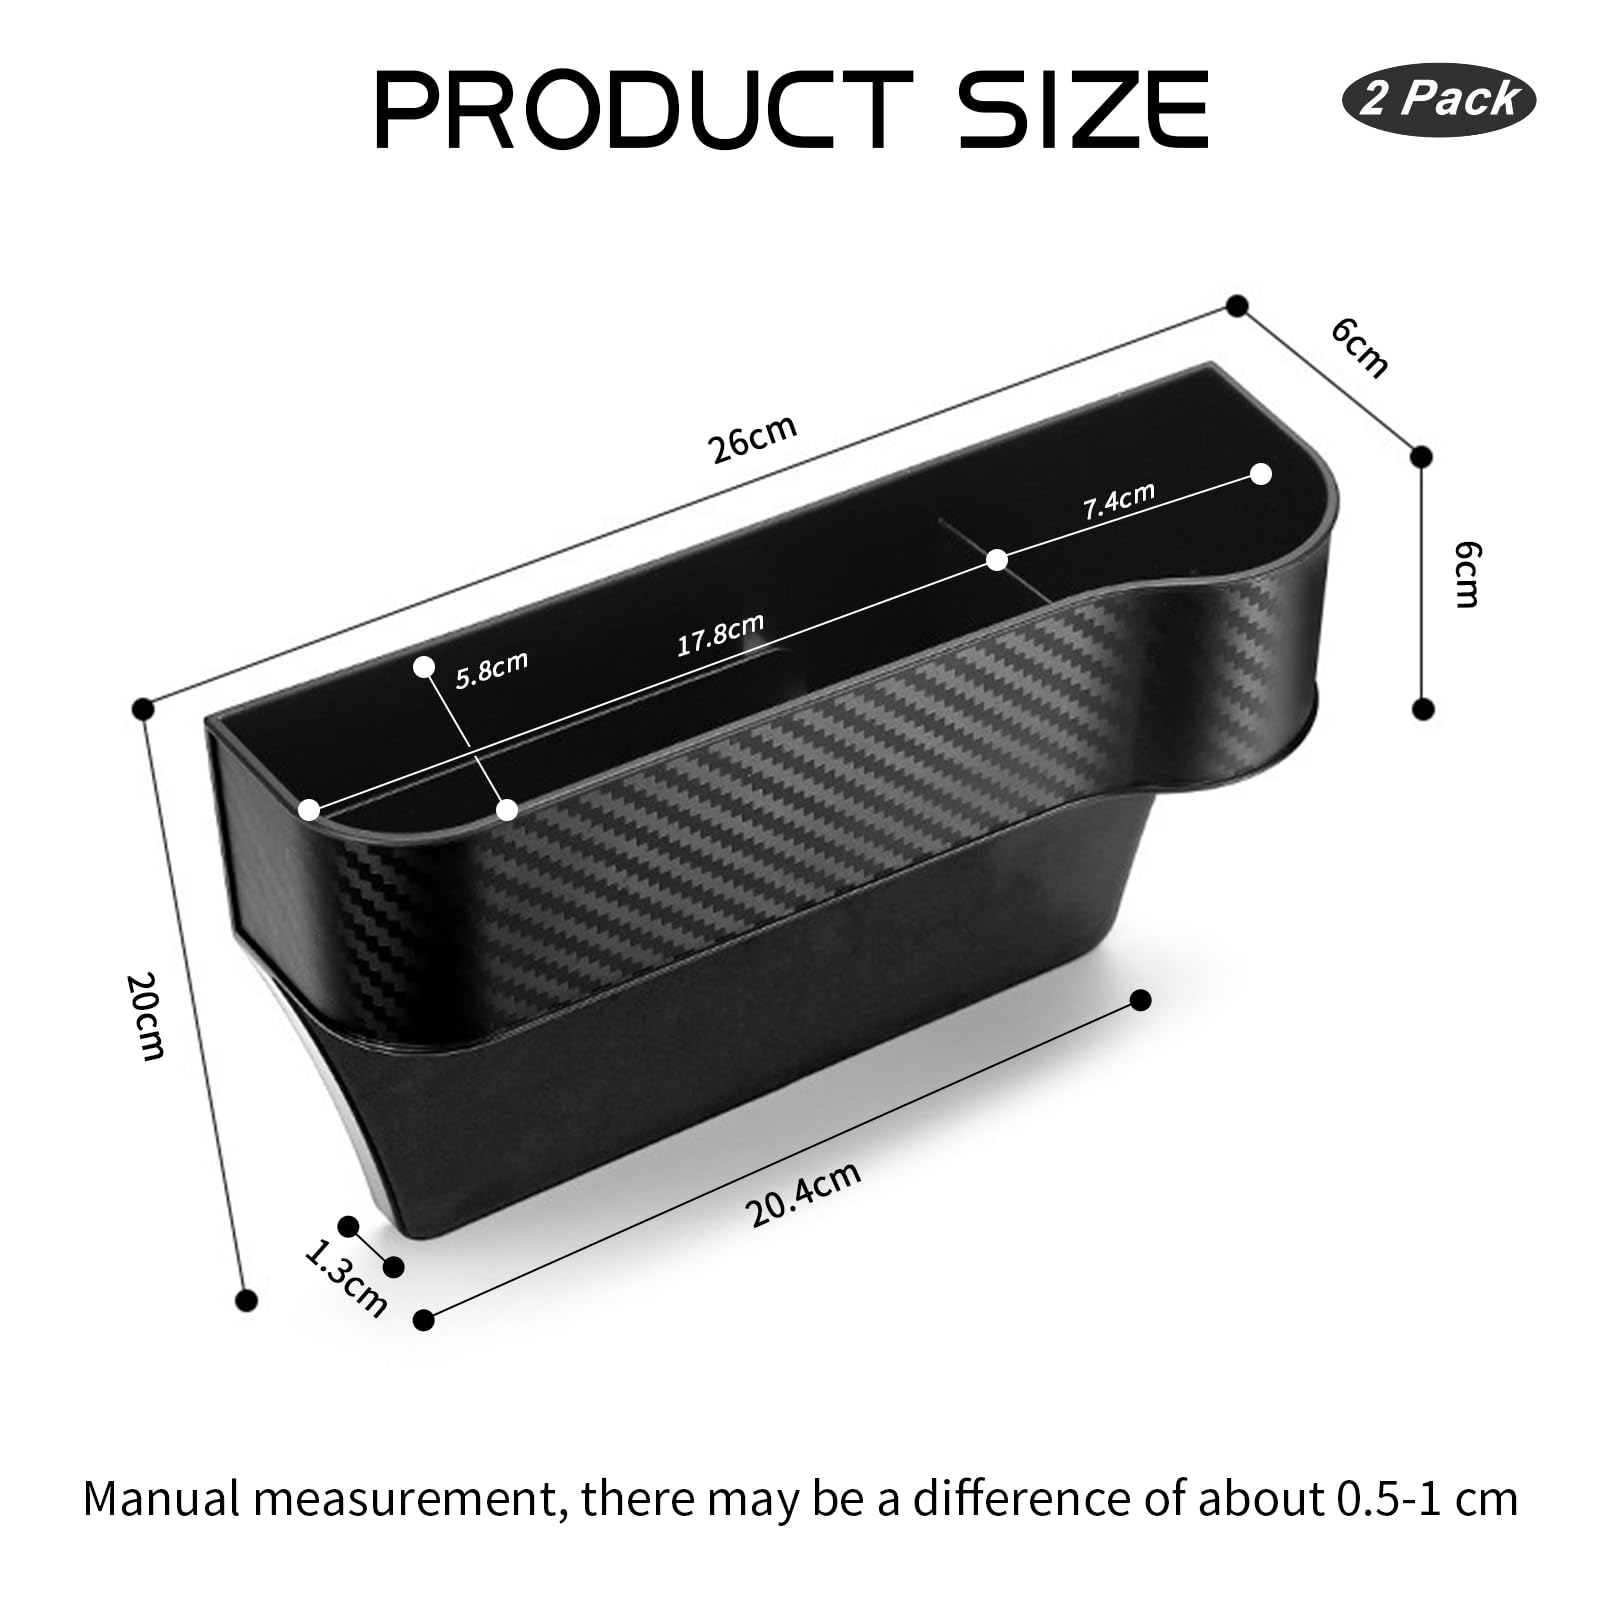 PRODUCT SIZE
2 Pack
6cm
26cm
7.4cm
6cm
17.8cm
5.8cm
20cm
20.4cm
1.3cm
Manual measurement, there may be a difference of about 0.5-1 cm